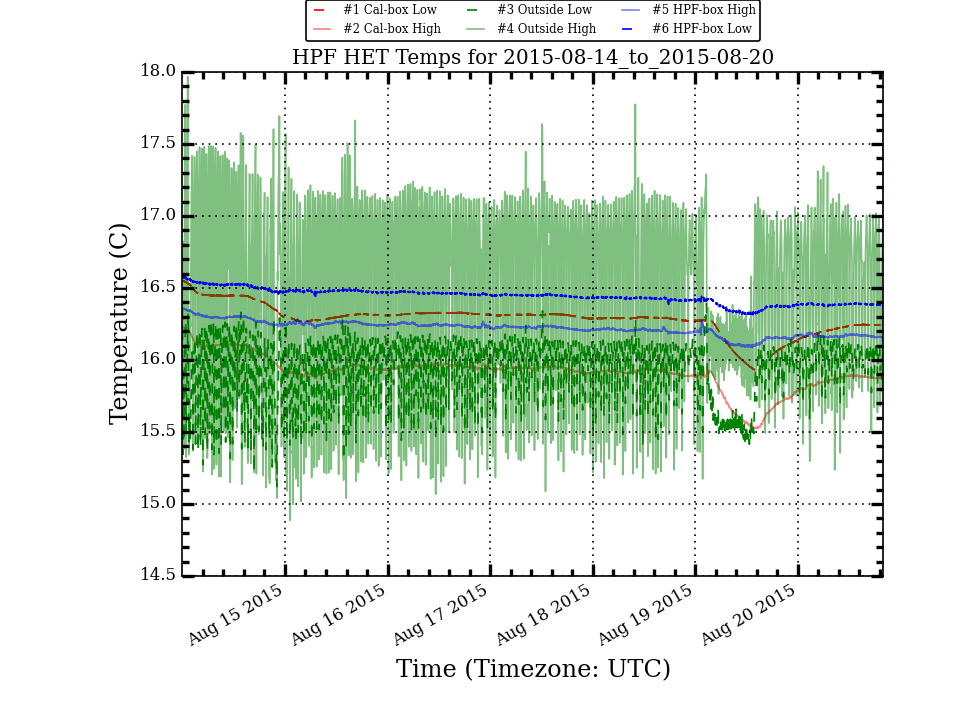 #1 Cal-box Low #3 Outside Low #5 HPF-box High
#2 Cal-box High #4 Outside High #6 HPF-box Low
HPF HET Temps for 2015-08-14_to_2015-08-20
18.0
17.5
17.0
16.5
16.0
15.5
15.0
14.5
Temperature (C)
Aug 15 2015 Aug 16 2015 Aug 17 2015 Aug 18 2015 Aug 19 2015 Aug 20 2015
Time (Timezone: UTC)